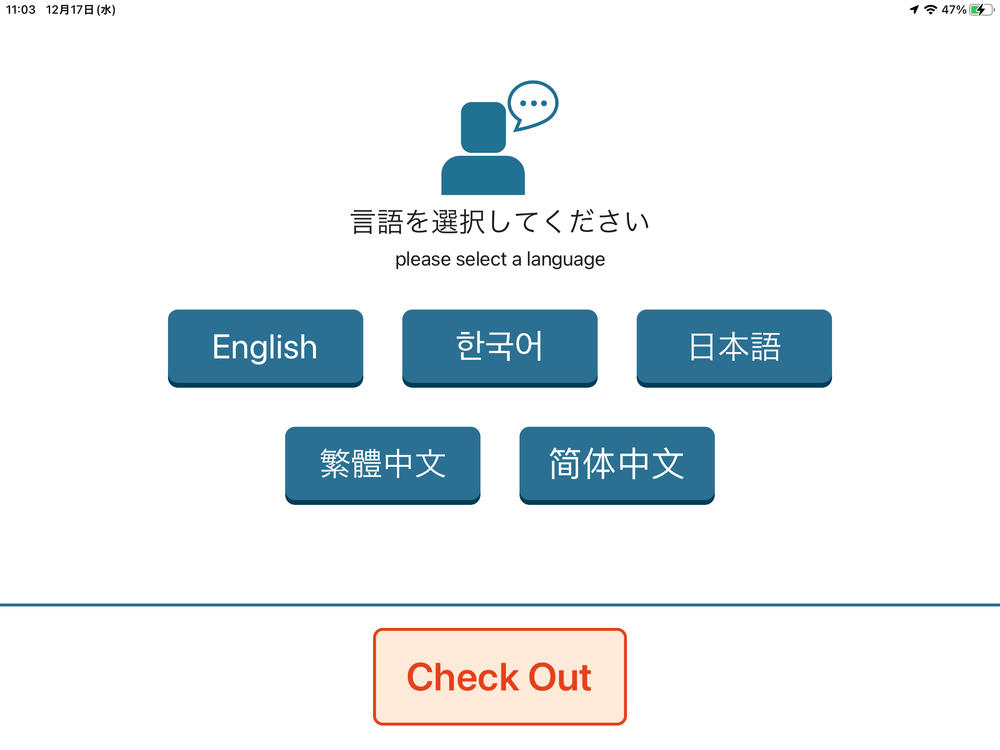 11:03 12月17日(水) 47%
言語を選択してください
please select a language
English 한국어 日本語
繁體中文 简体中文
Check Out